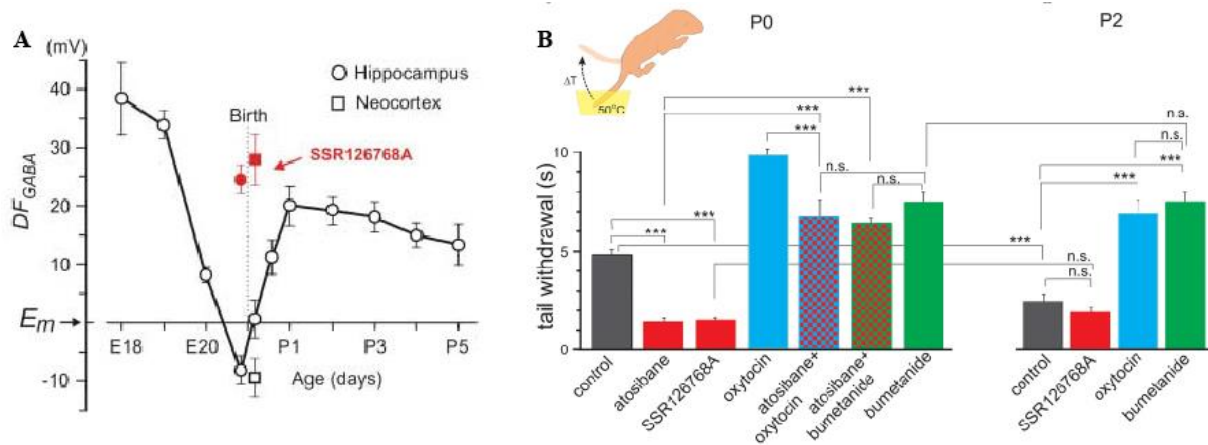 A
(mV)
40
30
20
10
-10
DF_GABA
Em
Hippocampus
Neocortex
Birth
SSR126768A
E18 E20 P1 P3 P5
Age (days)
B
P0
P2
ΔT
50°C
***
***
***
n.s.
n.s.
n.s.
***
***
***
***
n.s.
n.s.
***
***
n.s.
n.s.
10
5
0
tail withdrawal (s)
control
atosibane
SSR126768A
oxytocin
atosibane+
oxytocin
atosibane+
bumetanide
bumetanide
control
SSR126768A
oxytocin
bumetanide